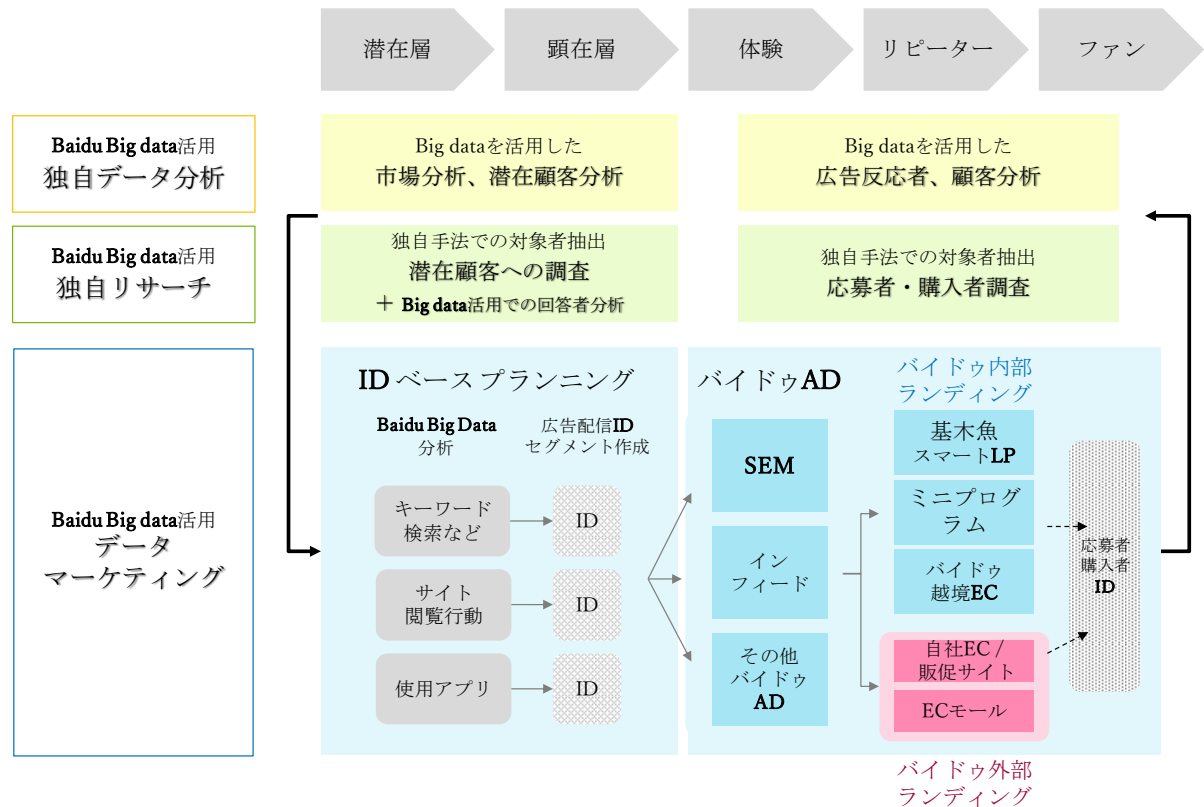 潜在層
顕在層
体験
リピーター
ファン
Baidu Big data活用
独自データ分析
Big dataを活用した
市場分析、潜在顧客分析
Big dataを活用した
広告反応者、顧客分析
Baidu Big data活用
独自リサーチ
独自手法での対象者抽出
潜在顧客への調査
＋ Big data活用での回答者分析
独自手法での対象者抽出
応募者・購入者調査
Baidu Big data活用
データ
マーケティング
ID ベース プランニング
Baidu Big Data
分析
広告配信ID
セグメント作成
キーワード
検索など
ID
サイト
閲覧行動
ID
使用アプリ
ID
バイドゥAD
SEM
イン
フィード
その他
バイドゥ
AD
バイドゥ内部
ランディング
基木魚
スマートLP
ミニプログ
ラム
バイドゥ
越境EC
自社EC /
販促サイト
ECモール
バイドゥ外部
ランディング
応募者
購入者
ID